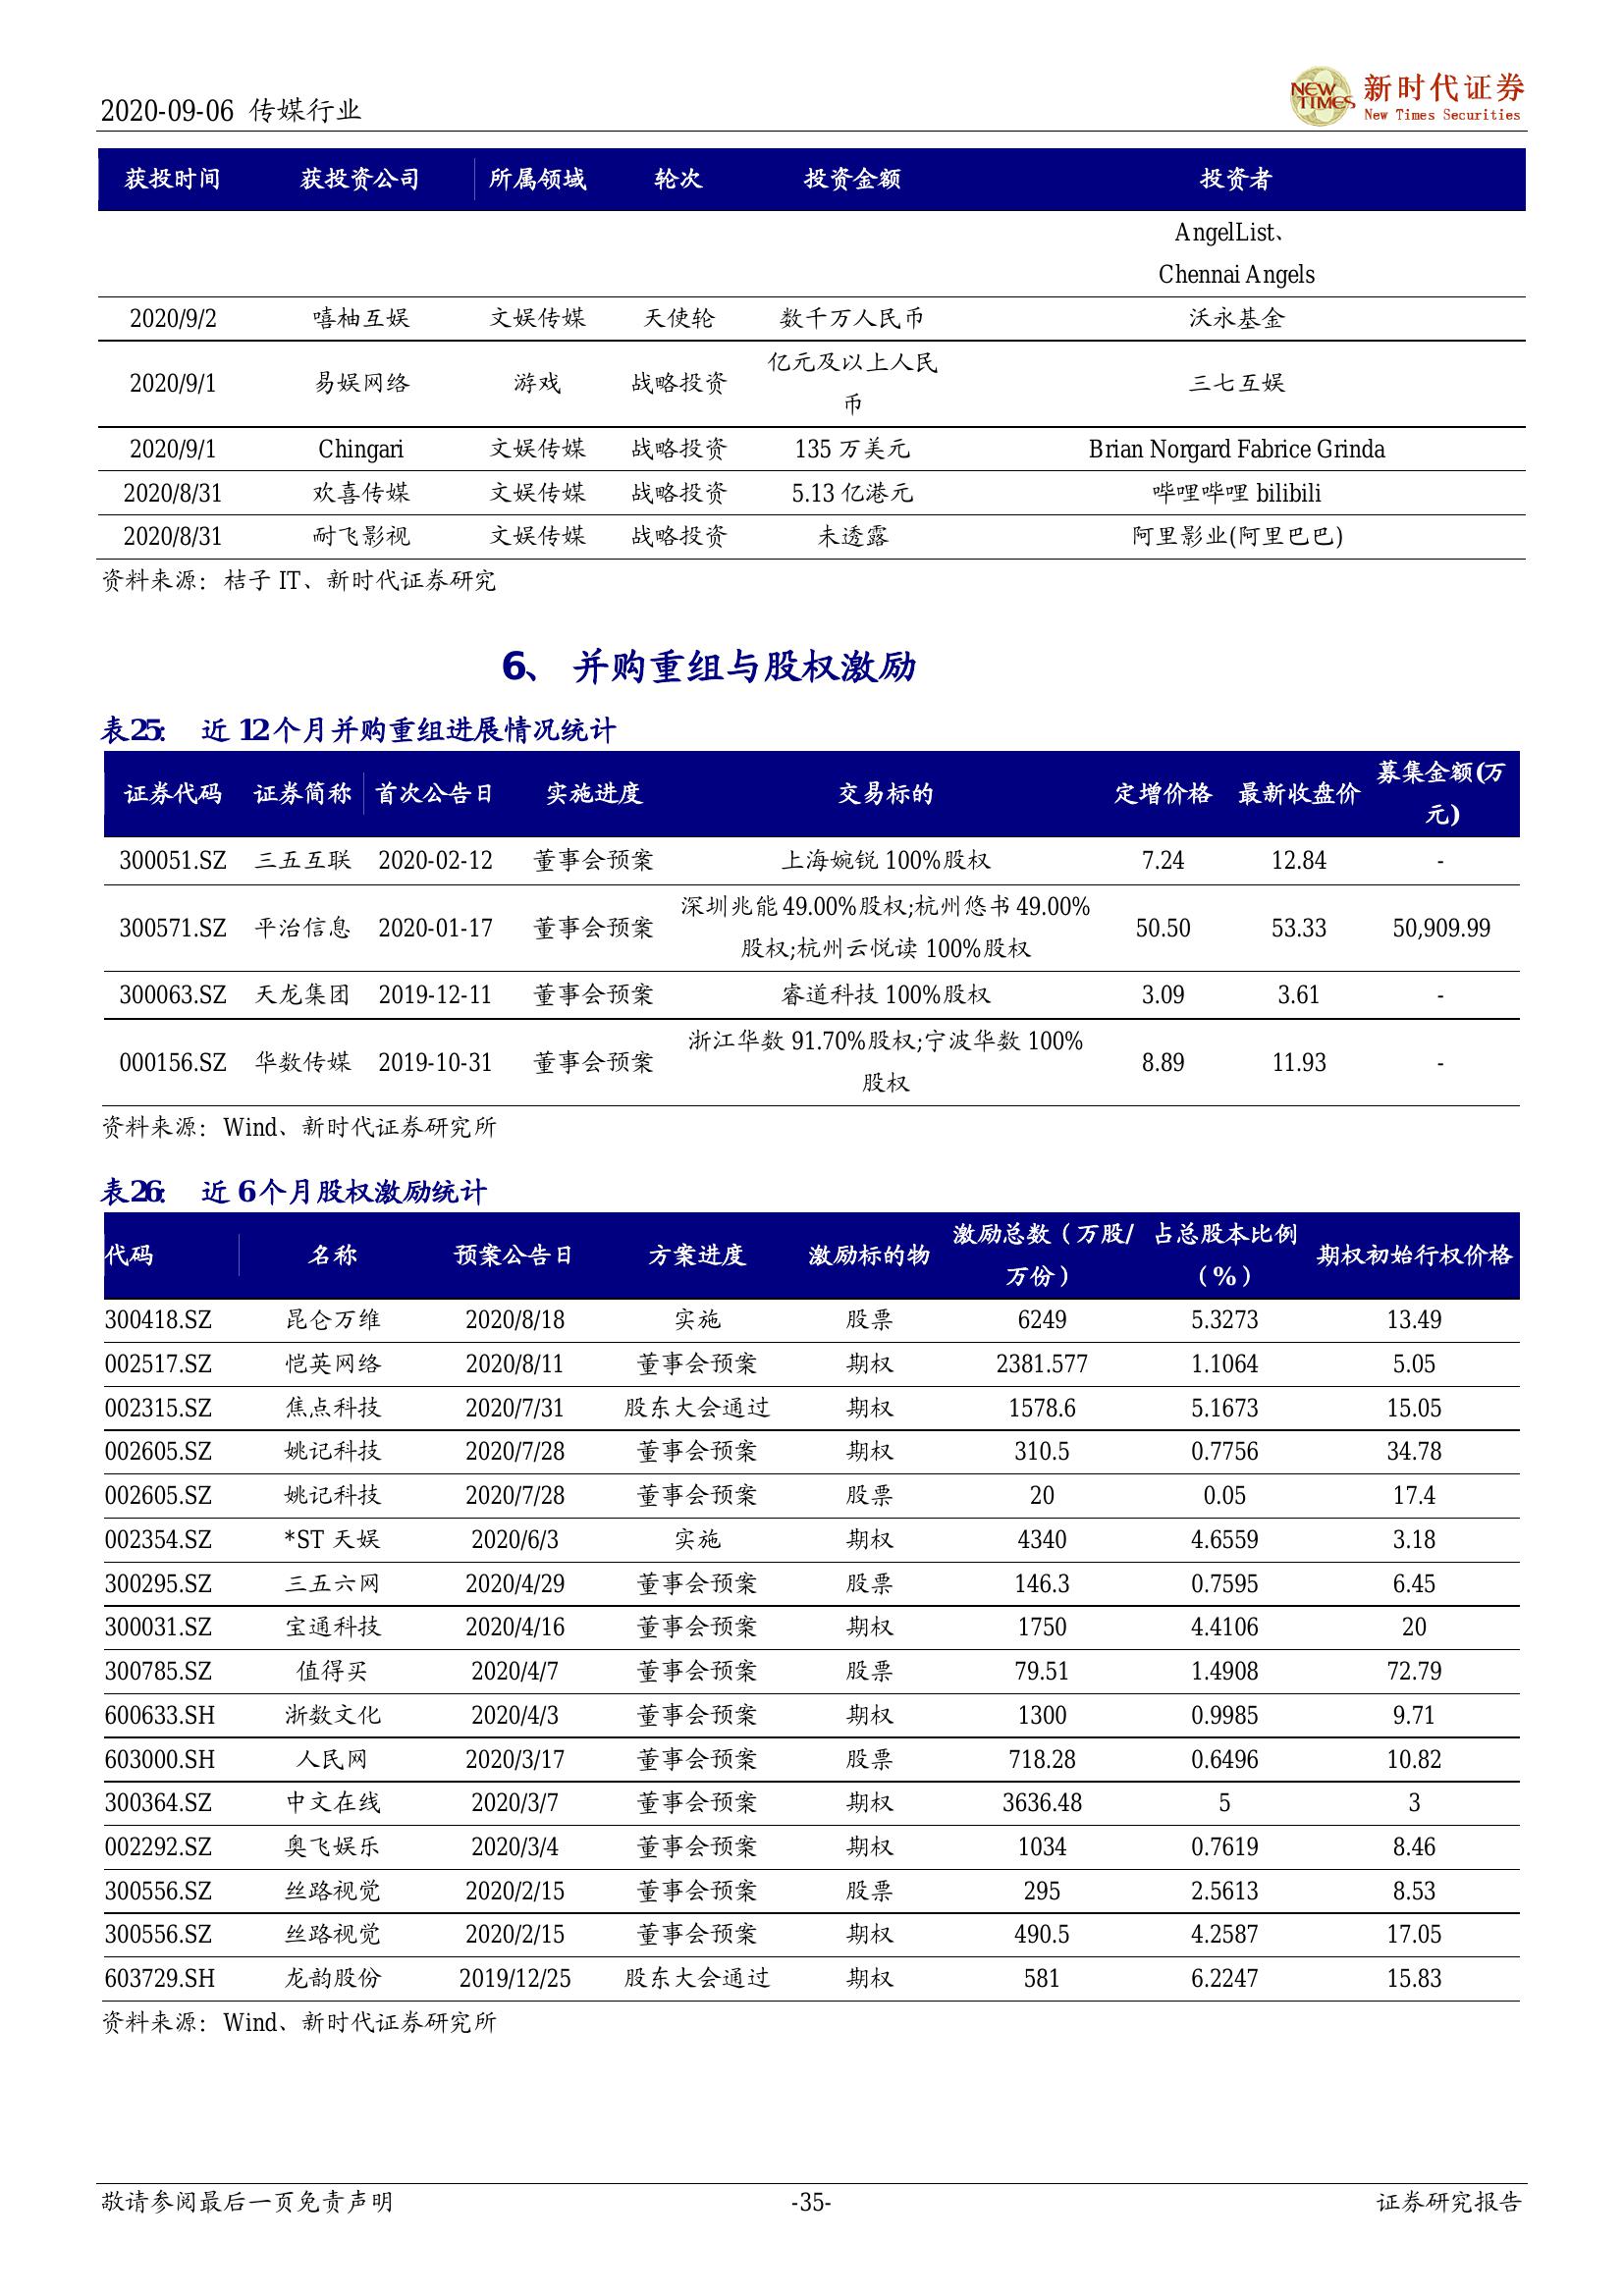 2020-09-06 传媒行业
NEW TIMES 新时代证券
New Times Securities
获投时间 获投资公司 所属领域 轮次 投资金额 投资者
AngelList、
Chennai Angels
2020/9/2 嘻柚互娱 文娱传媒 天使轮 数千万人民币 沃永基金
2020/9/1 易娱网络 游戏 战略投资 亿元及以上人民币 三七互娱
2020/9/1 Chingari 文娱传媒 战略投资 135 万美元 Brian Norgard Fabrice Grinda
2020/8/31 欢喜传媒 文娱传媒 战略投资 5.13 亿港元 哔哩哔哩 bilibili
2020/8/31 耐飞影视 文娱传媒 战略投资 未透露 阿里影业(阿里巴巴)
资料来源：桔子 IT、新时代证券研究
6、 并购重组与股权激励
表25： 近 12 个月并购重组进展情况统计
证券代码 证券简称 首次公告日 实施进度 交易标的 定增价格 最新收盘价 募集金额(万元)
300051.SZ 三五互联 2020-02-12 董事会预案 上海婉锐 100%股权 7.24 12.84 -
300571.SZ 平治信息 2020-01-17 董事会预案 深圳兆能 49.00%股权;杭州悠书 49.00%股权;杭州云悦读 100%股权 50.50 53.33 50,909.99
300063.SZ 天龙集团 2019-12-11 董事会预案 睿道科技 100%股权 3.09 3.61 -
000156.SZ 华数传媒 2019-10-31 董事会预案 浙江华数 91.70%股权;宁波华数 100%股权 8.89 11.93 -
资料来源：Wind、新时代证券研究所
表26： 近 6 个月股权激励统计
代码 名称 预案公告日 方案进度 激励标的物 激励总数（万股/万份） 占总股本比例（%） 期权初始行权价格
300418.SZ 昆仑万维 2020/8/18 实施 股票 6249 5.3273 13.49
002517.SZ 恺英网络 2020/8/11 董事会预案 期权 2381.577 1.1064 5.05
002315.SZ 焦点科技 2020/7/31 股东大会通过 期权 1578.6 5.1673 15.05
002605.SZ 姚记科技 2020/7/28 董事会预案 期权 310.5 0.7756 34.78
002605.SZ 姚记科技 2020/7/28 董事会预案 股票 20 0.05 17.4
002354.SZ *ST 天娱 2020/6/3 实施 期权 4340 4.6559 3.18
300295.SZ 三五六网 2020/4/29 董事会预案 股票 146.3 0.7595 6.45
300031.SZ 宝通科技 2020/4/16 董事会预案 期权 1750 4.4106 20
300785.SZ 值得买 2020/4/7 董事会预案 股票 79.51 1.4908 72.79
600633.SH 浙数文化 2020/4/3 董事会预案 期权 1300 0.9985 9.71
603000.SH 人民网 2020/3/17 董事会预案 股票 718.28 0.6496 10.82
300364.SZ 中文在线 2020/3/7 董事会预案 期权 3636.48 5 3
002292.SZ 奥飞娱乐 2020/3/4 董事会预案 期权 1034 0.7619 8.46
300556.SZ 丝路视觉 2020/2/15 董事会预案 股票 295 2.5613 8.53
300556.SZ 丝路视觉 2020/2/15 董事会预案 期权 490.5 4.2587 17.05
603729.SH 龙韵股份 2019/12/25 股东大会通过 期权 581 6.2247 15.83
资料来源：Wind、新时代证券研究所
敬请参阅最后一页免责声明 -35- 证券研究报告